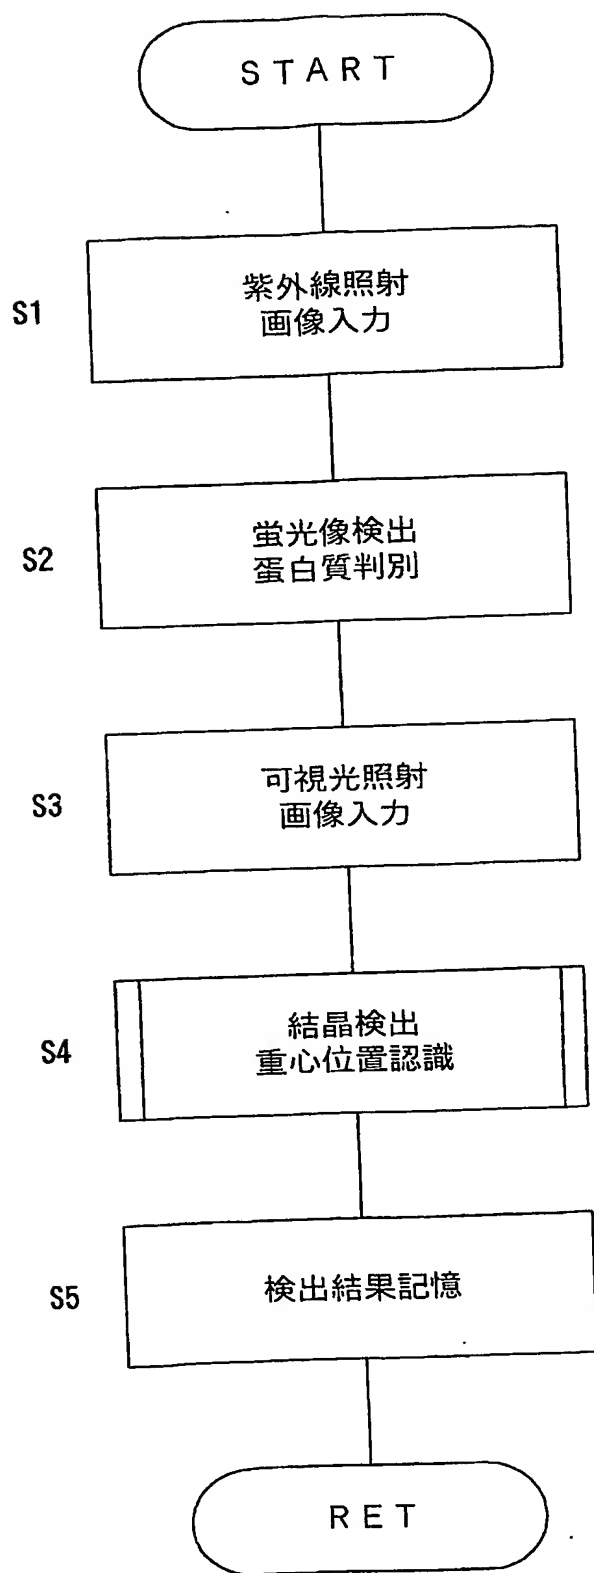 START
S1
紫外線照射
画像入力
S2
蛍光像検出
蛋白質判別
S3
可視光照射
画像入力
S4
結晶検出
重心位置認識
S5
検出結果記憶
RET